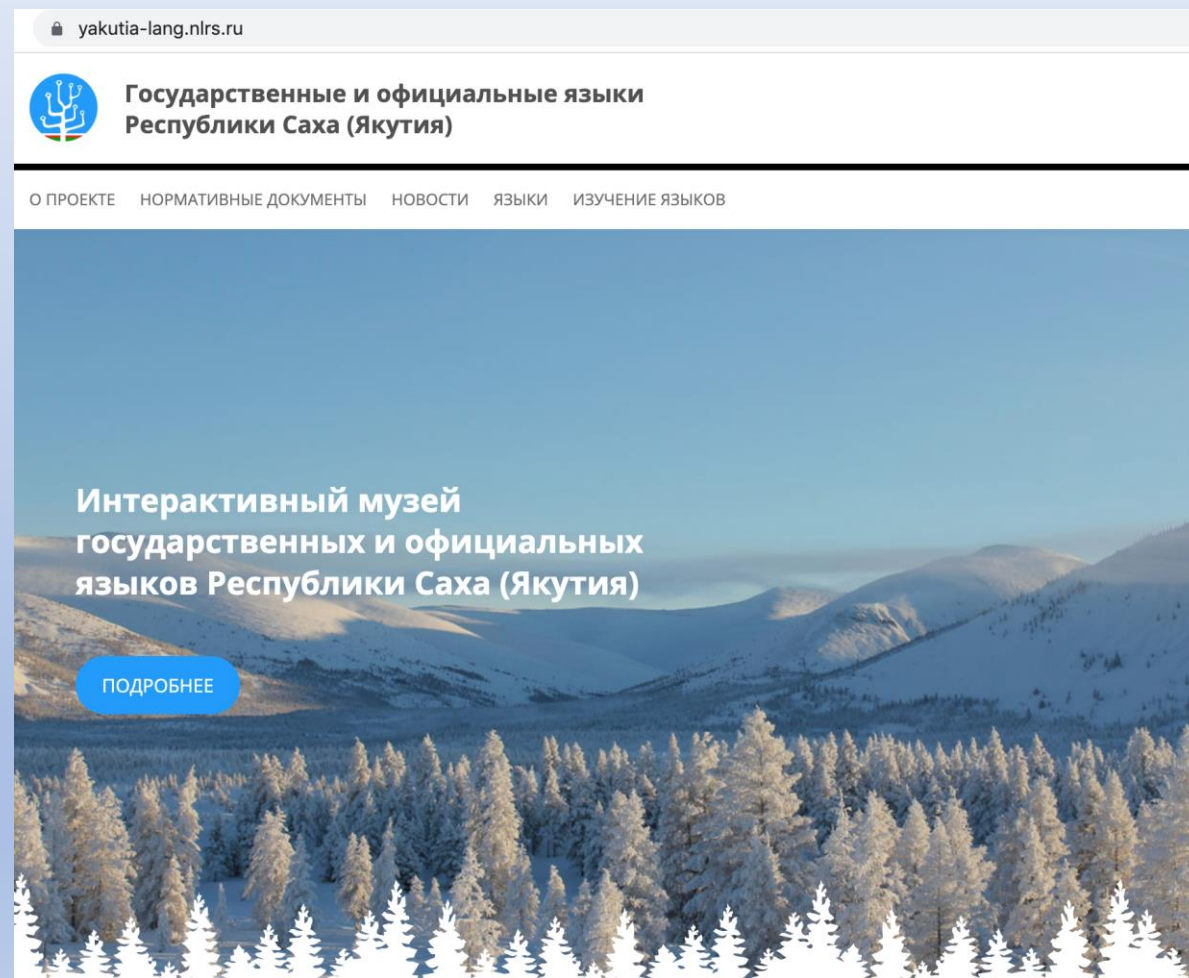 yakutia-lang.nlrs.ru
Государственные и официальные языки
Республики Саха (Якутия)
О ПРОЕКТЕ НОРМАТИВНЫЕ ДОКУМЕНТЫ НОВОСТИ ЯЗЫКИ ИЗУЧЕНИЕ ЯЗЫКОВ
Интерактивный музей
государственных и официальных
языков Республики Саха (Якутия)
ПОДРОБНЕЕ